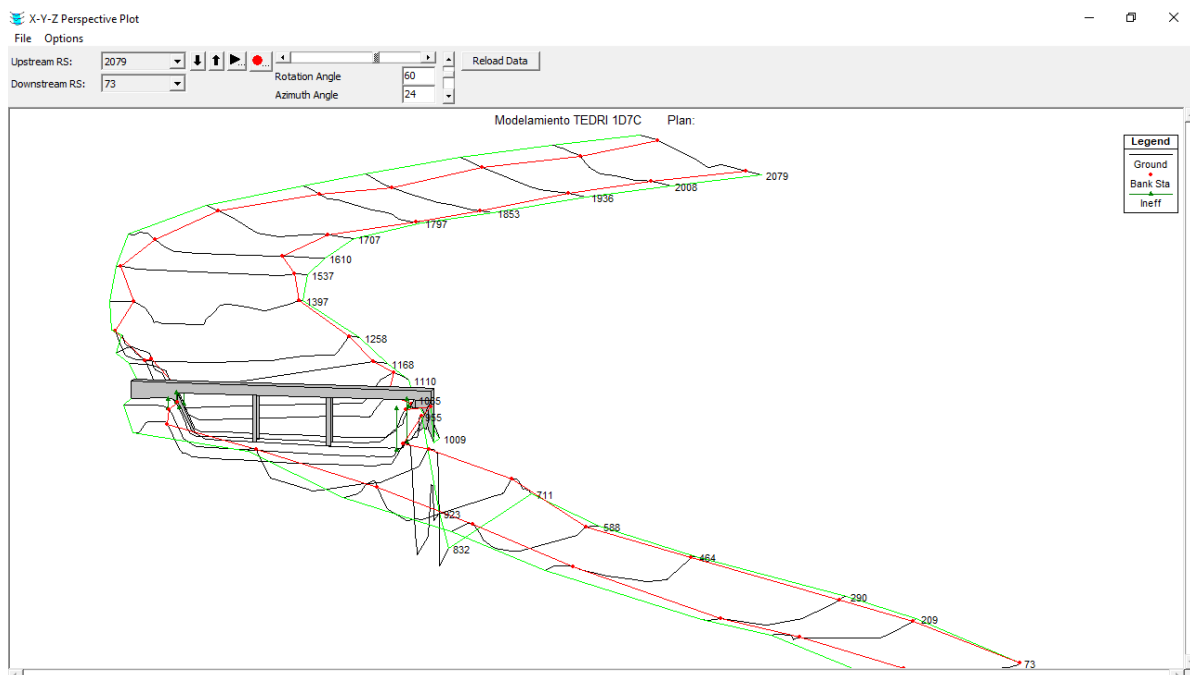 X-Y-Z Perspective Plot
File Options
Upstream RS: 2079
Downstream RS: 73
Rotation Angle 60
Azimuth Angle 24
Reload Data
Modelamiento TEDRI 1D7C Plan:
Legend
Ground
Bank Sta
Ineff
2079
2008
1936
1853
1797
1707
1610
1537
1397
1258
1168
1110
955
1009
711
923
588
832
464
290
209
73